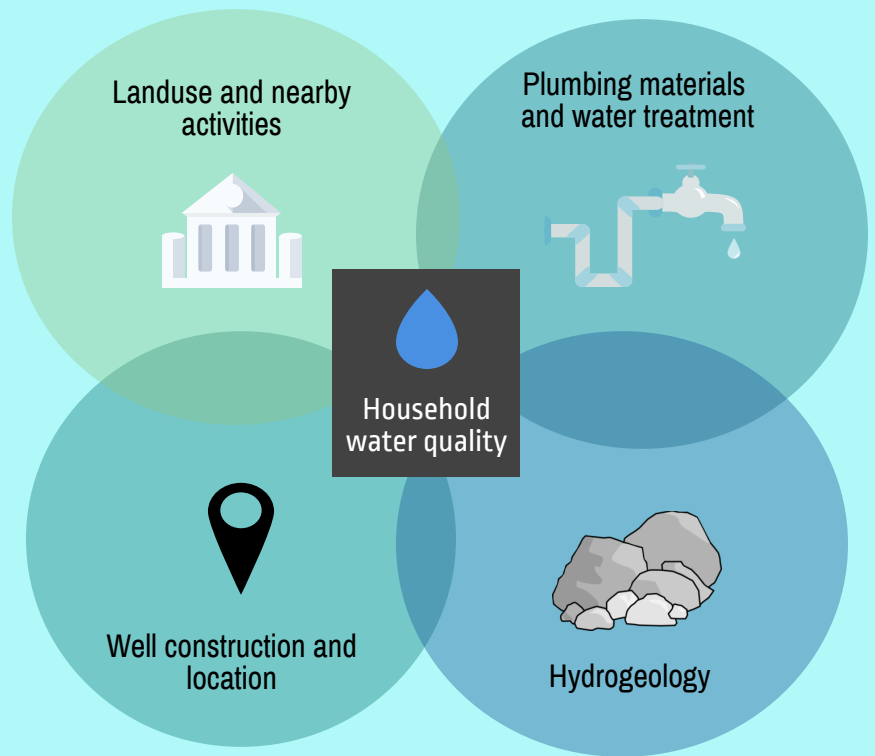 Landuse and nearby
activities
Plumbing materials
and water treatment
Household
water quality
Well construction and
location
Hydrogeology